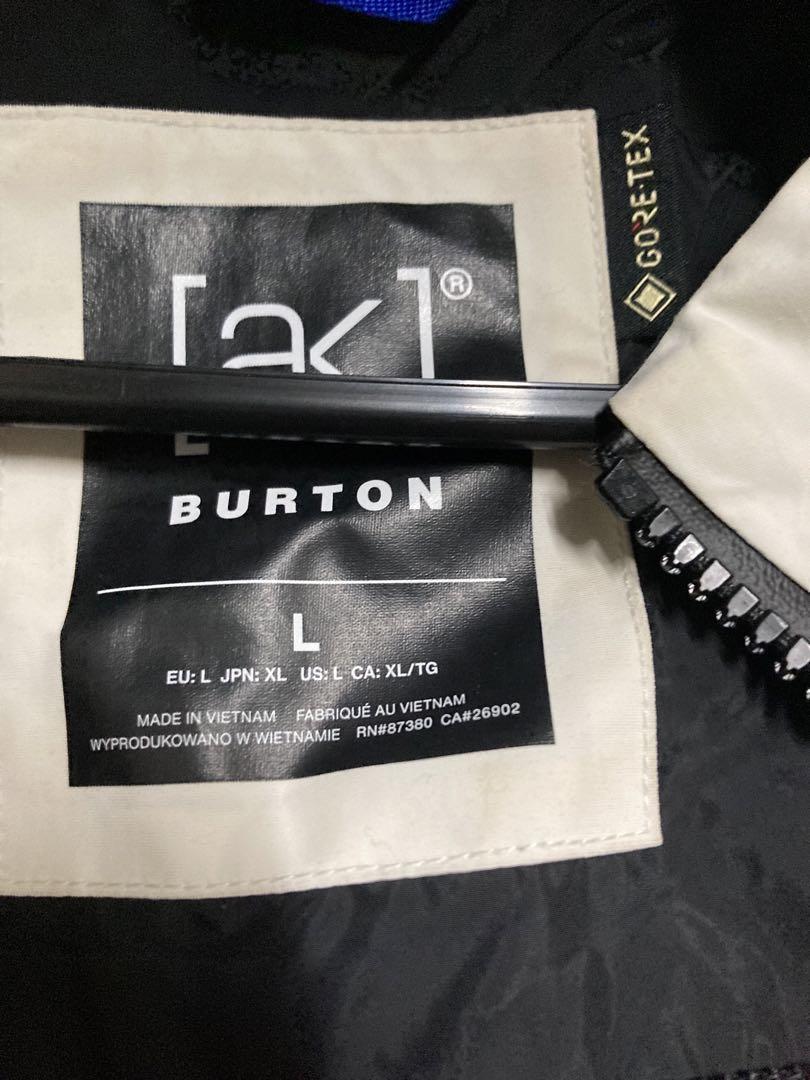 GORE-TEX
[ak]®
BURTON
L
EU: L JPN: XL US: L CA: XL/TG
MADE IN VIETNAM FABRIQUÉ AU VIETNAM
WYPRODUKOWANO W WIETNAMIE RN#87380 CA#26902